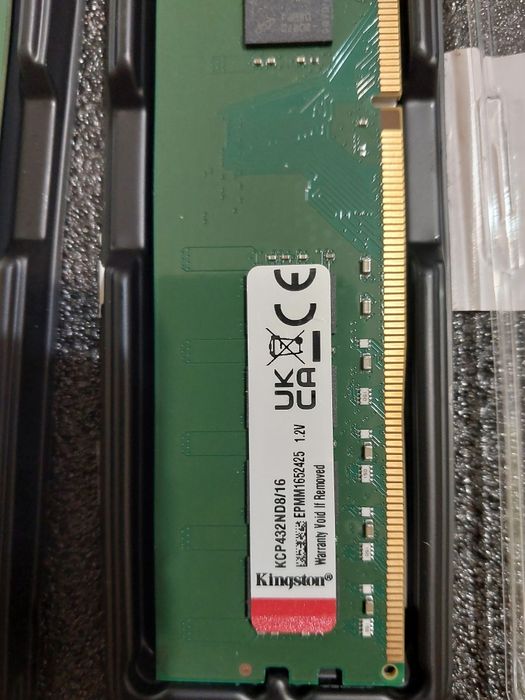 KCP432ND8/16
EPMM1652425 1.2V
Warranty Void If Removed
Kingston®
UK
CA
CE